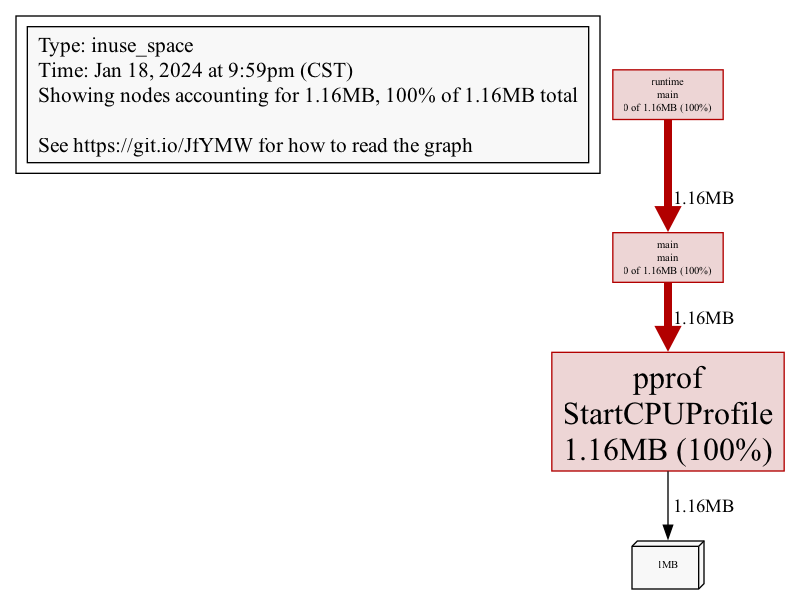 Type: inuse_space
Time: Jan 18, 2024 at 9:59pm (CST)
Showing nodes accounting for 1.16MB, 100% of 1.16MB total
See https://git.io/JfYMW for how to read the graph
runtime
main
0 of 1.16MB (100%)
1.16MB
main
main
0 of 1.16MB (100%)
1.16MB
pprof
StartCPUProfile
1.16MB (100%)
1.16MB
1MB